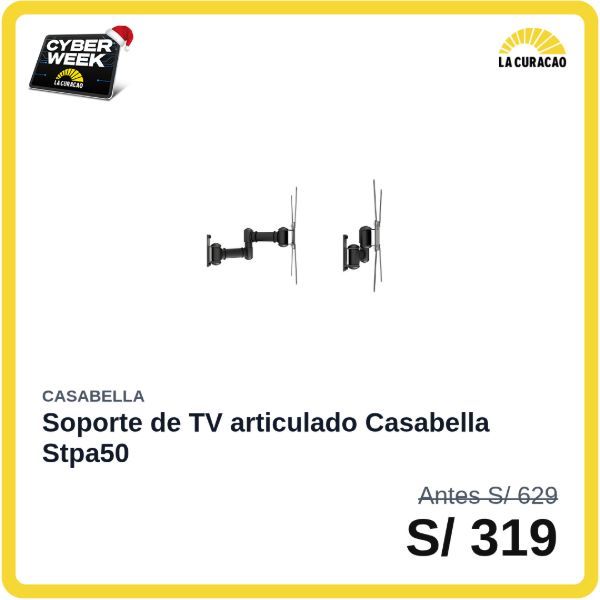 CYBER
WEEK
LA CURACAO
LA CURACAO
CASABELLA
Soporte de TV articulado Casabella
Stpa50
Antes S/ 629
S/ 319